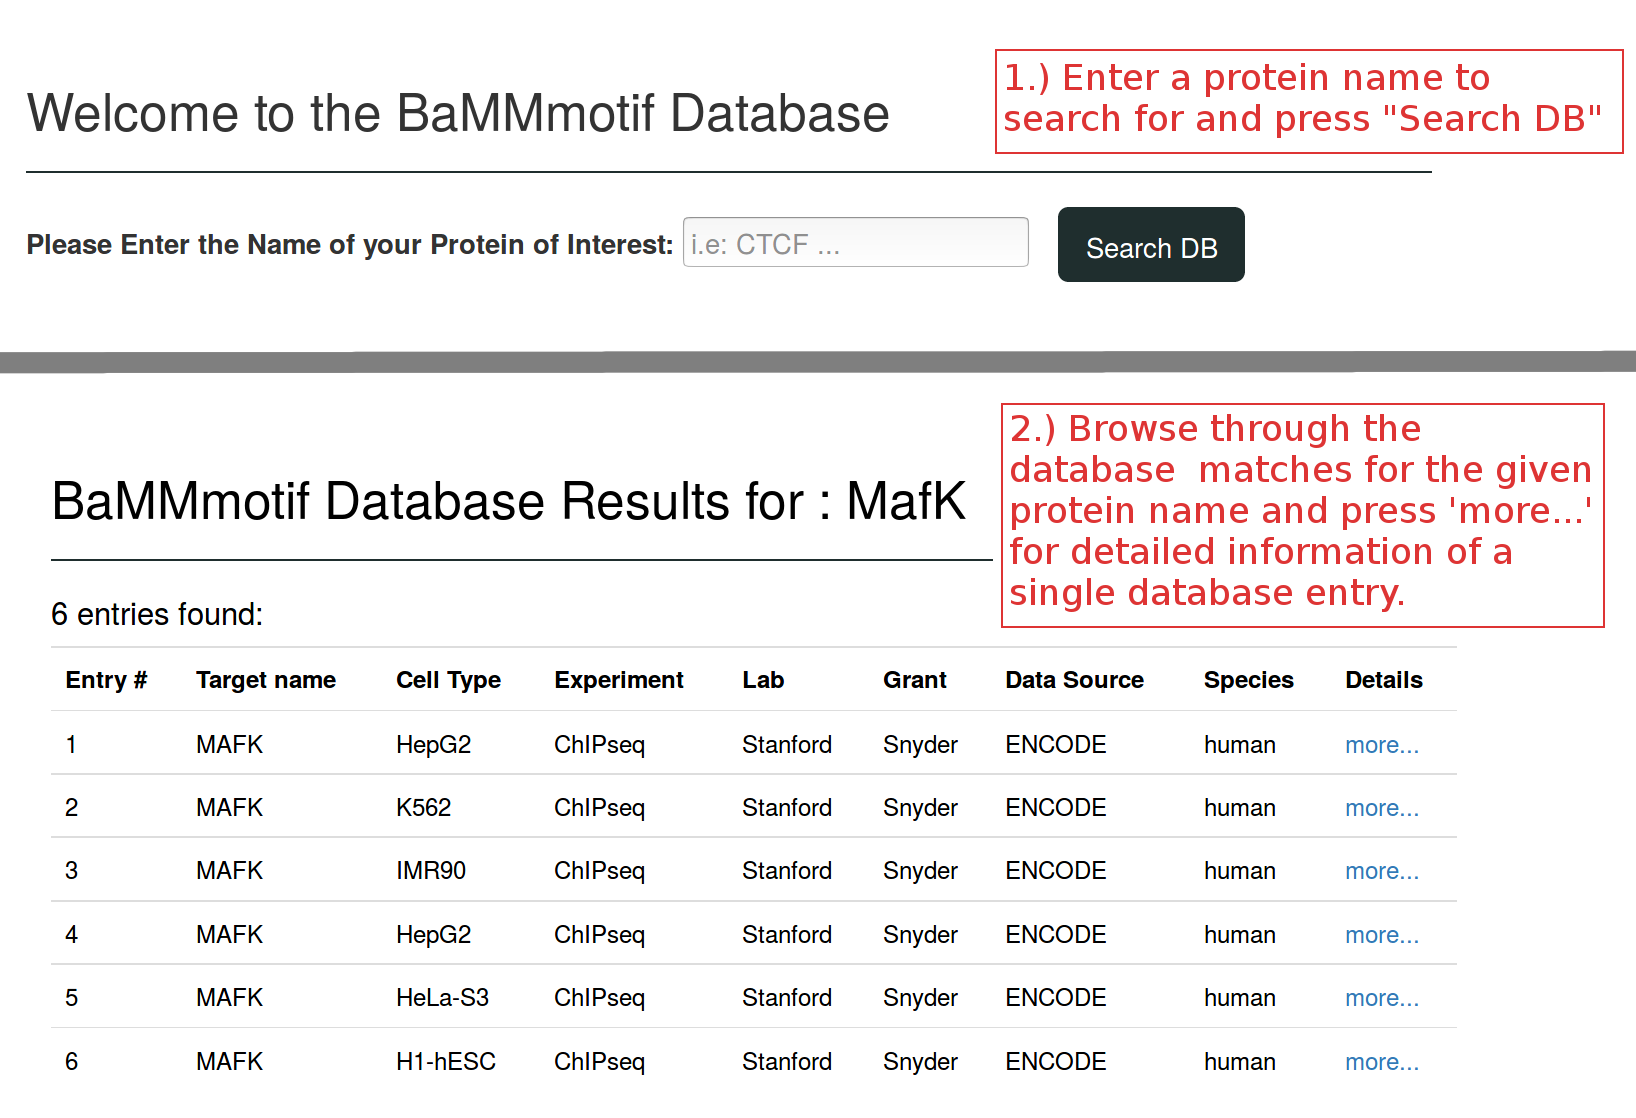 Welcome to the BaMMmotif Database
1.) Enter a protein name to
search for and press "Search DB"
Please Enter the Name of your Protein of Interest: i.e: CTCF ... Search DB
2.) Browse through the
database  matches for the given
protein name and press 'more...'
for detailed information of a
single database entry.
BaMMmotif Database Results for : MafK
6 entries found:
Entry # Target name Cell Type Experiment Lab Grant Data Source Species Details
1 MAFK HepG2 ChIPseq Stanford Snyder ENCODE human more...
2 MAFK K562 ChIPseq Stanford Snyder ENCODE human more...
3 MAFK IMR90 ChIPseq Stanford Snyder ENCODE human more...
4 MAFK HepG2 ChIPseq Stanford Snyder ENCODE human more...
5 MAFK HeLa-S3 ChIPseq Stanford Snyder ENCODE human more...
6 MAFK H1-hESC ChIPseq Stanford Snyder ENCODE human more...